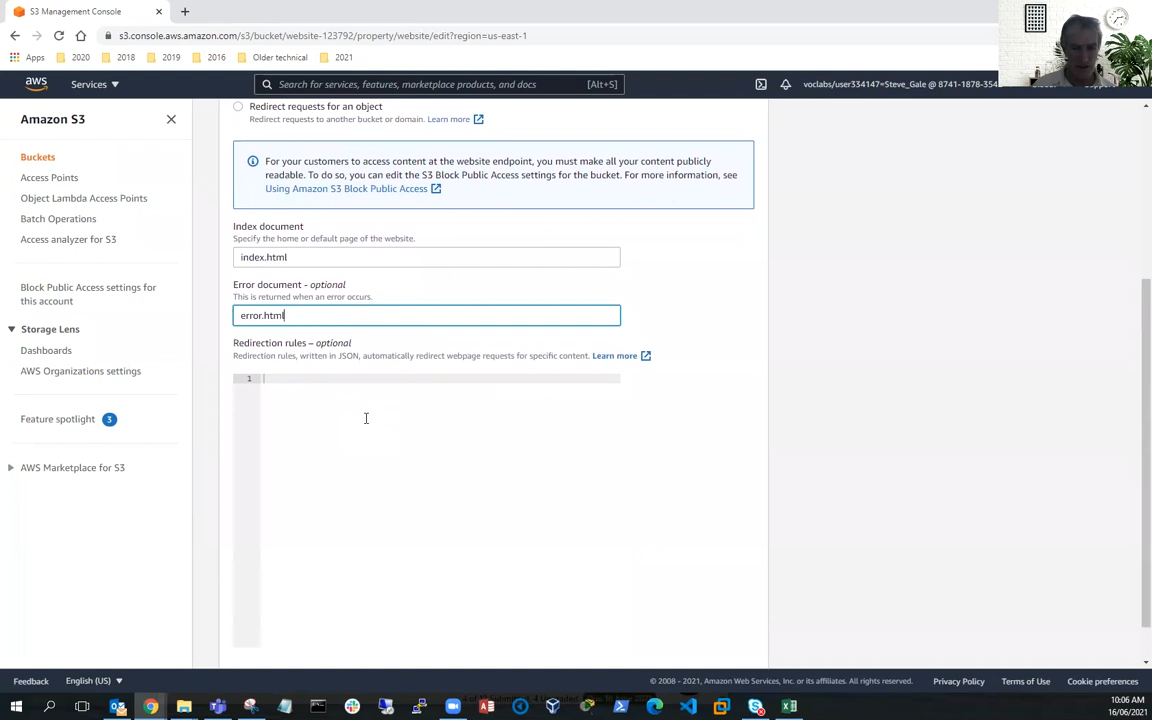 S3 Management Console
s3.console.aws.amazon.com/s3/bucket/website-123792/property/website/edit?region=us-east-1
Apps 2020 2018 2019 2016 Older technical 2021
aws Services Search for services, features, marketplace products, and docs [Alt+S] voclabs/user334147=Steve_Gale @ 8741-1878-354
Amazon S3
Buckets
Access Points
Object Lambda Access Points
Batch Operations
Access analyzer for S3
Block Public Access settings for
this account
Storage Lens
Dashboards
AWS Organizations settings
Feature spotlight 3
AWS Marketplace for S3
Redirect requests for an object
Redirect requests to another bucket or domain. Learn more
For your customers to access content at the website endpoint, you must make all your content publicly
readable. To do so, you can edit the S3 Block Public Access settings for the bucket. For more information, see
Using Amazon S3 Block Public Access
Index document
Specify the home or default page of the website.
index.html
Error document - optional
This is returned when an error occurs.
error.html
Redirection rules – optional
Redirection rules, written in JSON, automatically redirect webpage requests for specific content. Learn more
1
Feedback English (US) © 2008 - 2021, Amazon Web Services, Inc. or its affiliates. All rights reserved. Privacy Policy Terms of Use Cookie preferences
10:06 AM
16/06/2021